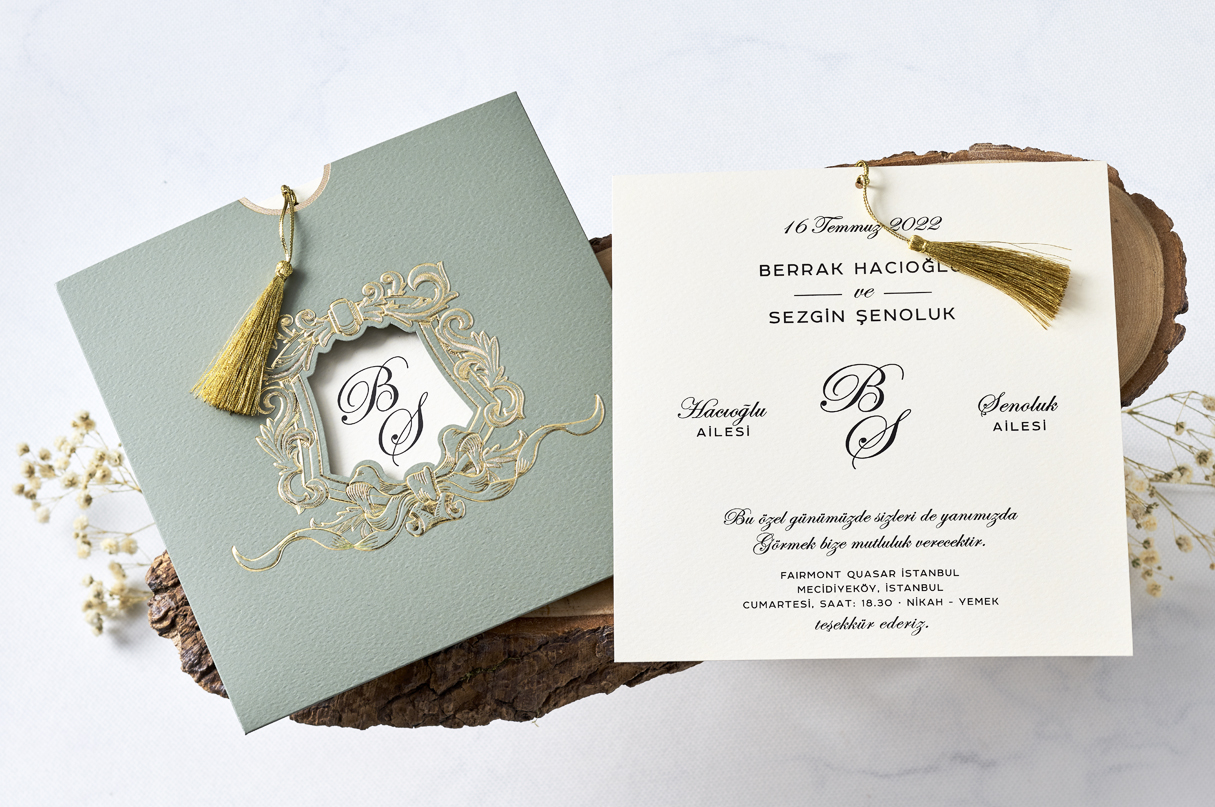 B
S
16 Temmuz 2022
BERRAK HACIOĞLU
ve
SEZGİN ŞENOLUK
B
S
Hacıoğlu
AİLESİ
Şenoluk
AİLESİ
Bu özel günümüzde sizleri de yanımızda
Görmek bize mutluluk verecektir.
FAIRMONT QUASAR İSTANBUL
MECİDİYEKÖY, İSTANBUL
CUMARTESİ, SAAT: 18.30 · NİKAH - YEMEK
teşekkür ederiz.